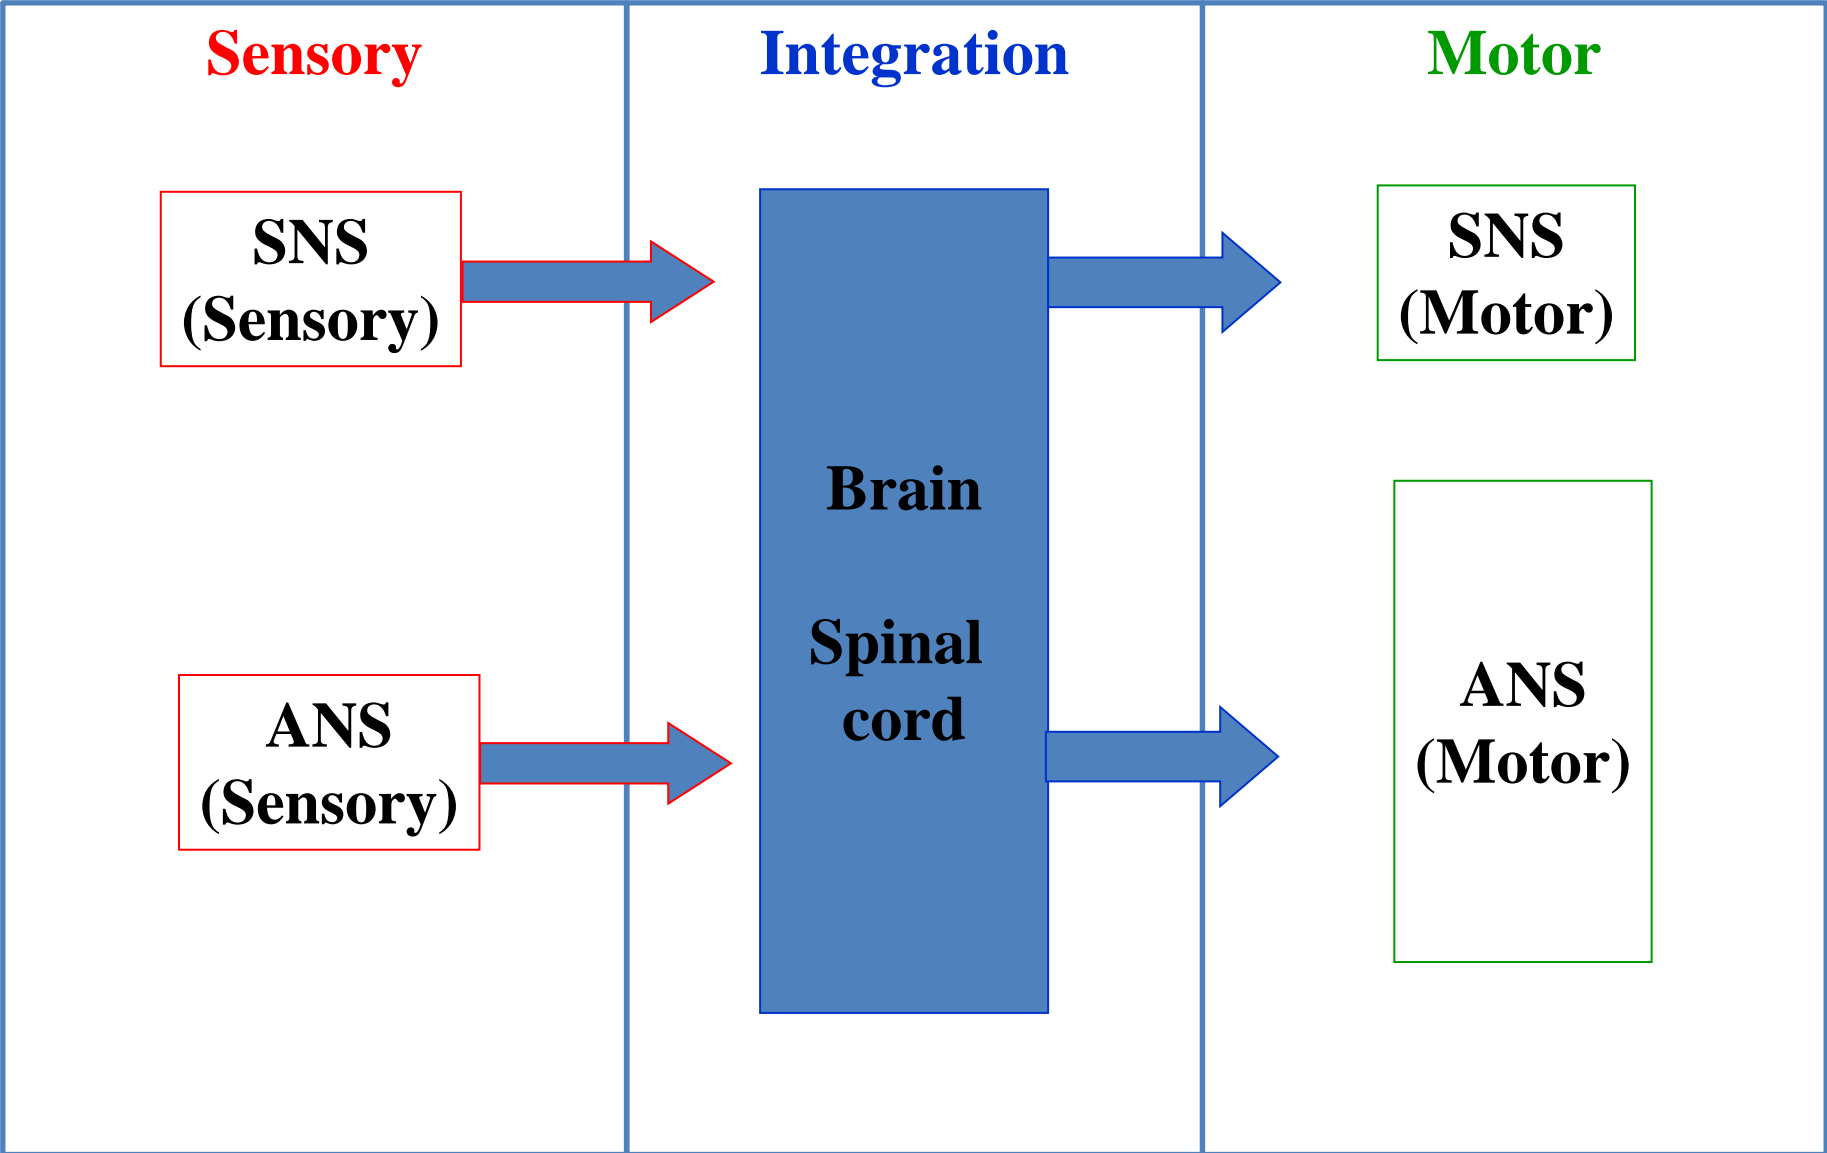 Sensory
Integration
Motor
SNS
(Sensory)
SNS
(Motor)
Brain
Spinal
cord
ANS
(Sensory)
ANS
(Motor)